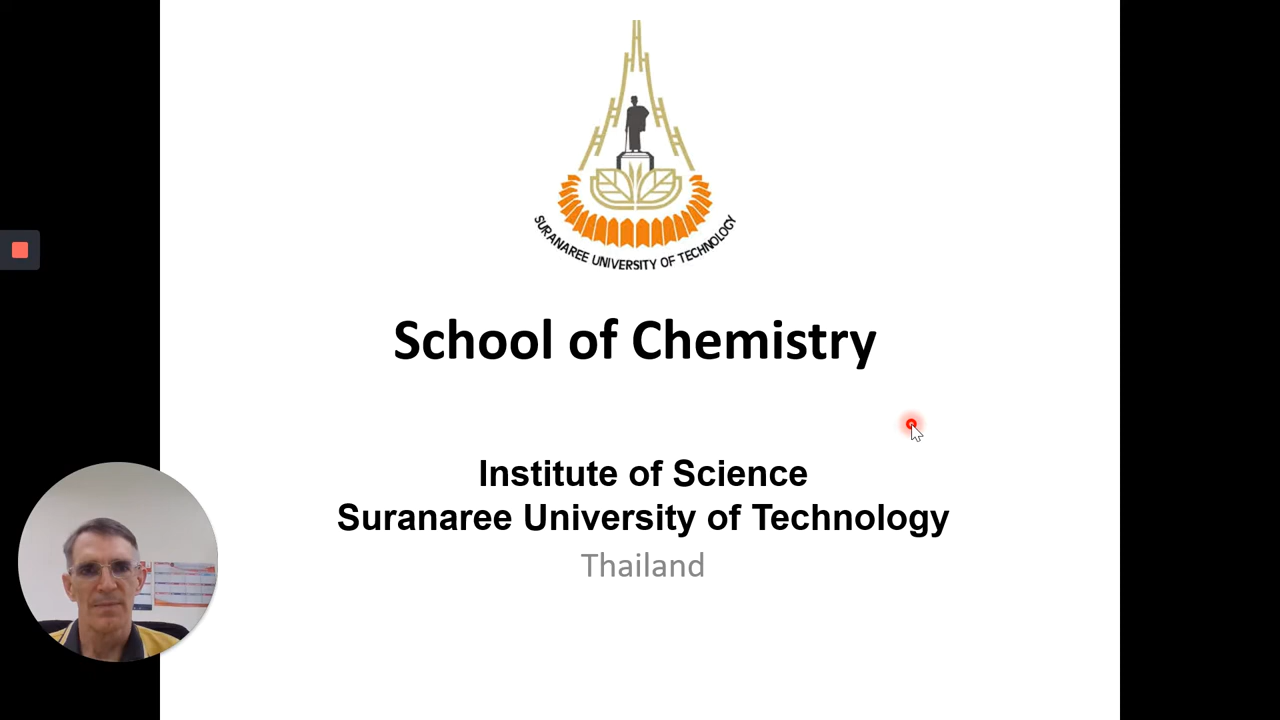 SURANAREE UNIVERSITY OF TECHNOLOGY
School of Chemistry
Institute of Science
Suranaree University of Technology
Thailand